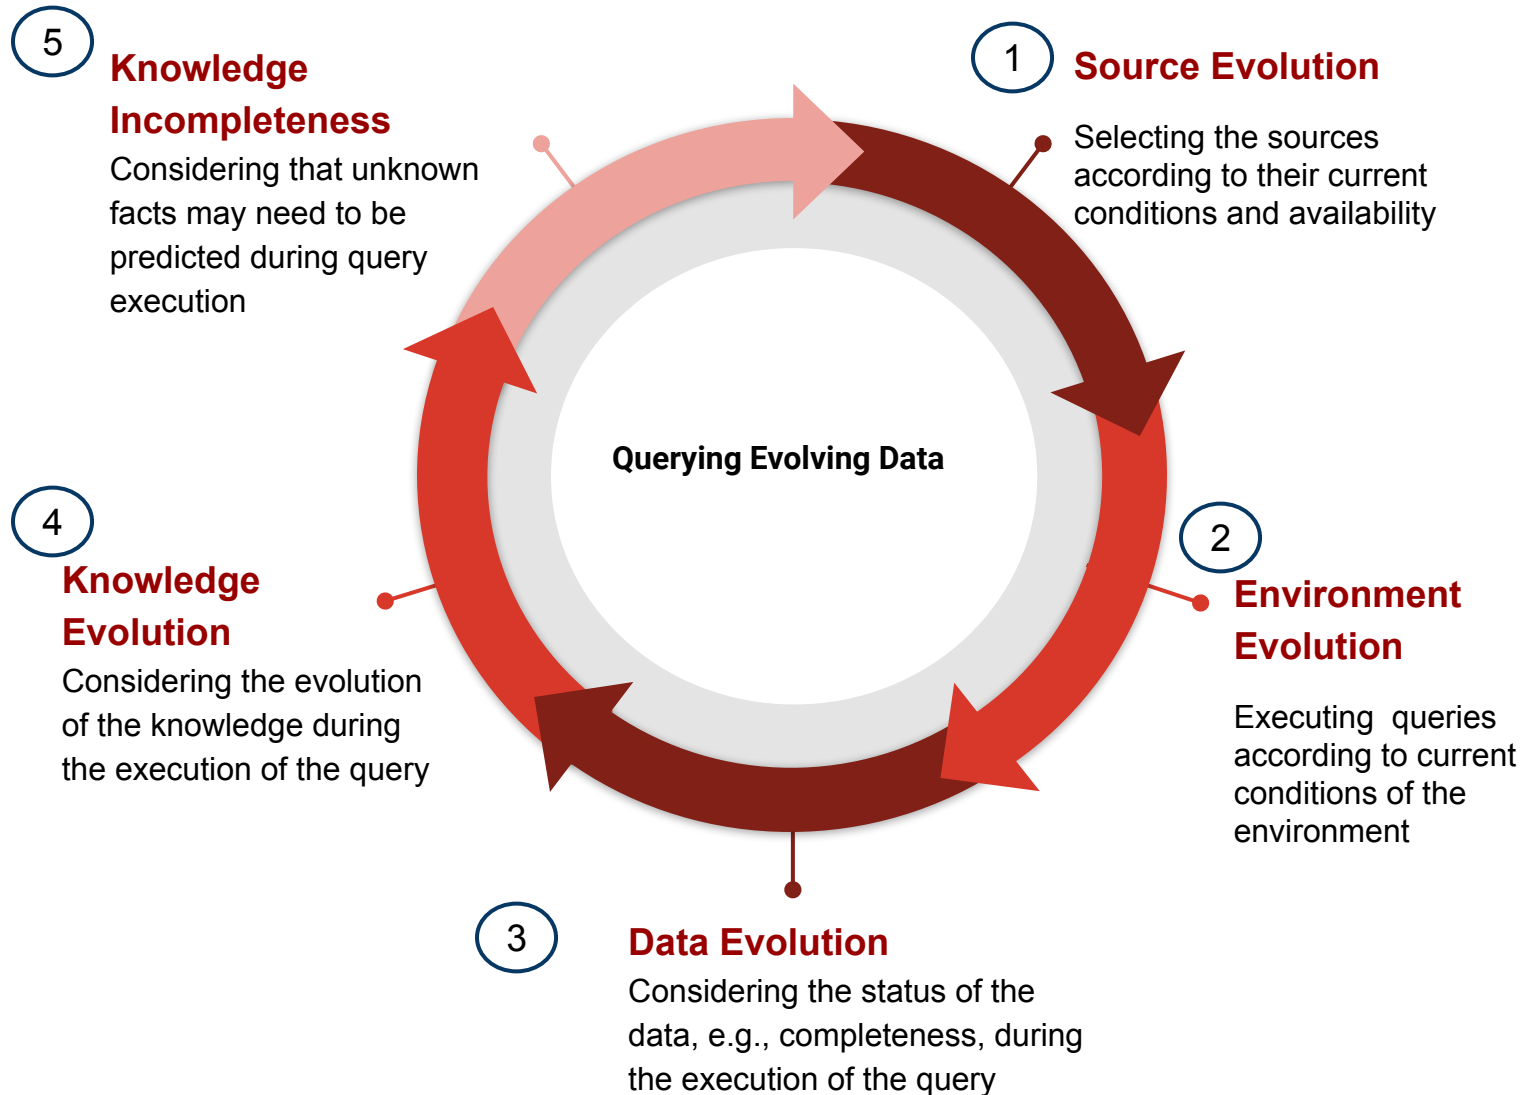 1
Source Evolution
Selecting the sources
according to their current
conditions and availability
2
Environment
Evolution
Executing  queries
according to current
conditions of the
environment
3
Data Evolution
Considering the status of the
data, e.g., completeness, during
the execution of the query
4
Knowledge
Evolution
Considering the evolution
of the knowledge during
the execution of the query
5
Knowledge
Incompleteness
Considering that unknown
facts may need to be
predicted during query
execution
Querying Evolving Data